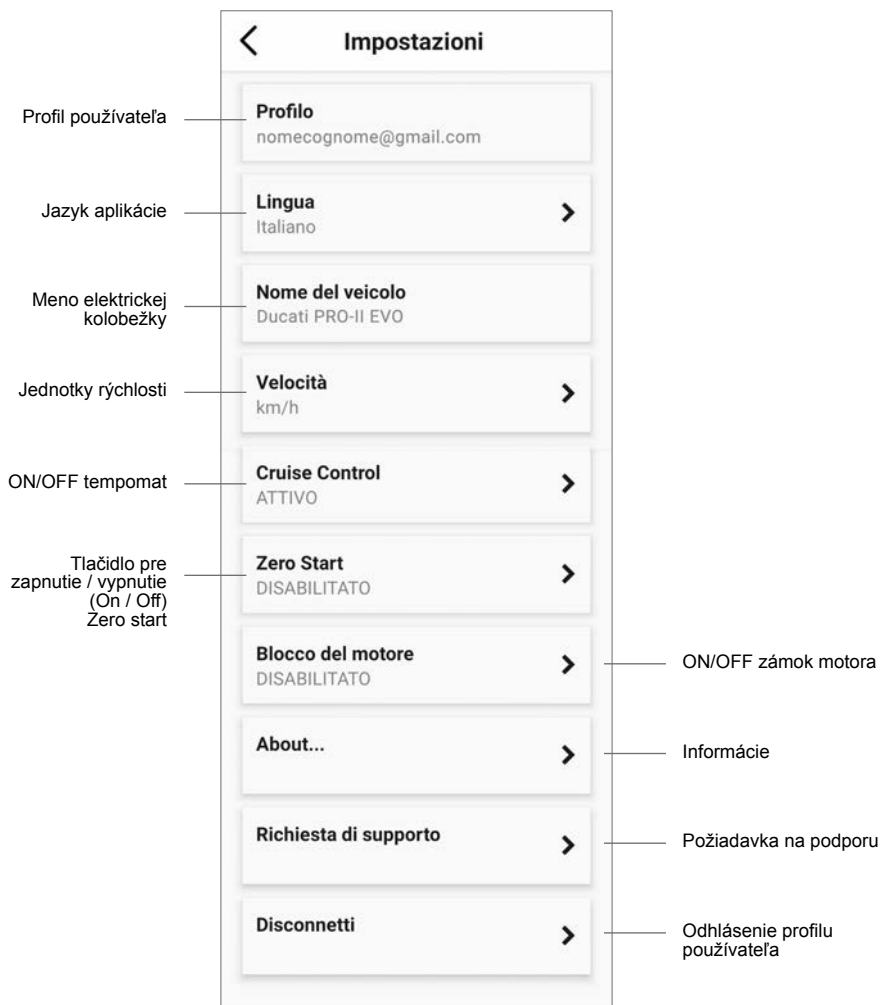 Impostazioni
Profil používateľa
Profilo
nomecognome@gmail.com
Jazyk aplikácie
Lingua
Italiano
Meno elektrickej
kolobežky
Nome del veicolo
Ducati PRO-II EVO
Jednotky rýchlosti
Velocità
km/h
ON/OFF tempomat
Cruise Control
ATTIVO
Tlačidlo pre
zapnutie / vypnutie
(On / Off)
Zero start
Zero Start
DISABILITATO
Blocco del motore
DISABILITATO
ON/OFF zámok motora
About...
Informácie
Richiesta di supporto
Požiadavka na podporu
Disconnetti
Odhlásenie profilu
používateľa